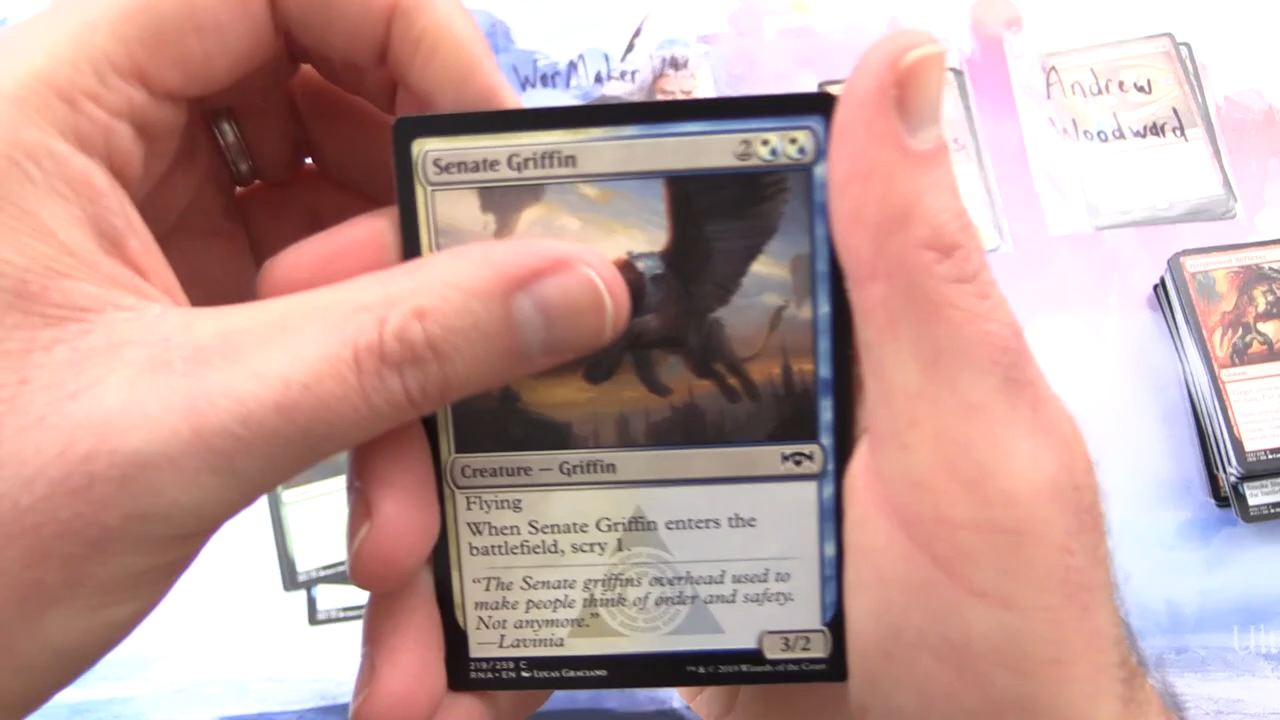 WarMaker
Andrew
Woodward
Senate Griffin
2
Creature — Griffin
Flying
When Senate Griffin enters the
battlefield, scry 1.
“The Senate griffins overhead used to
make people think of order and safety.
Not anymore.”
—Lavinia
3/2
219/259 C
RNA • EN Lucas Graciano
™ & © 2019 Wizards of the Coast